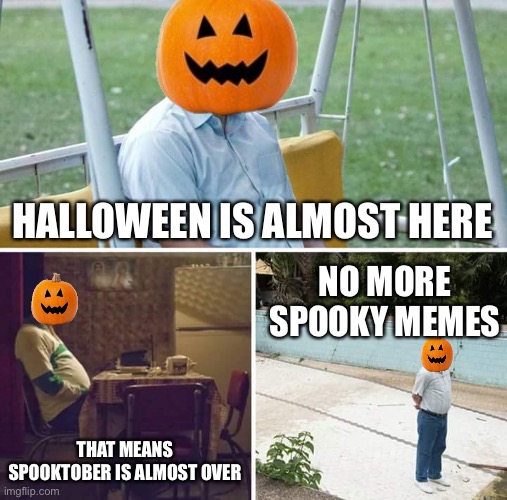 HALLOWEEN IS ALMOST HERE
NO MORE
SPOOKY MEMES
THAT MEANS
SPOOKTOBER IS ALMOST OVER
imgflip.com